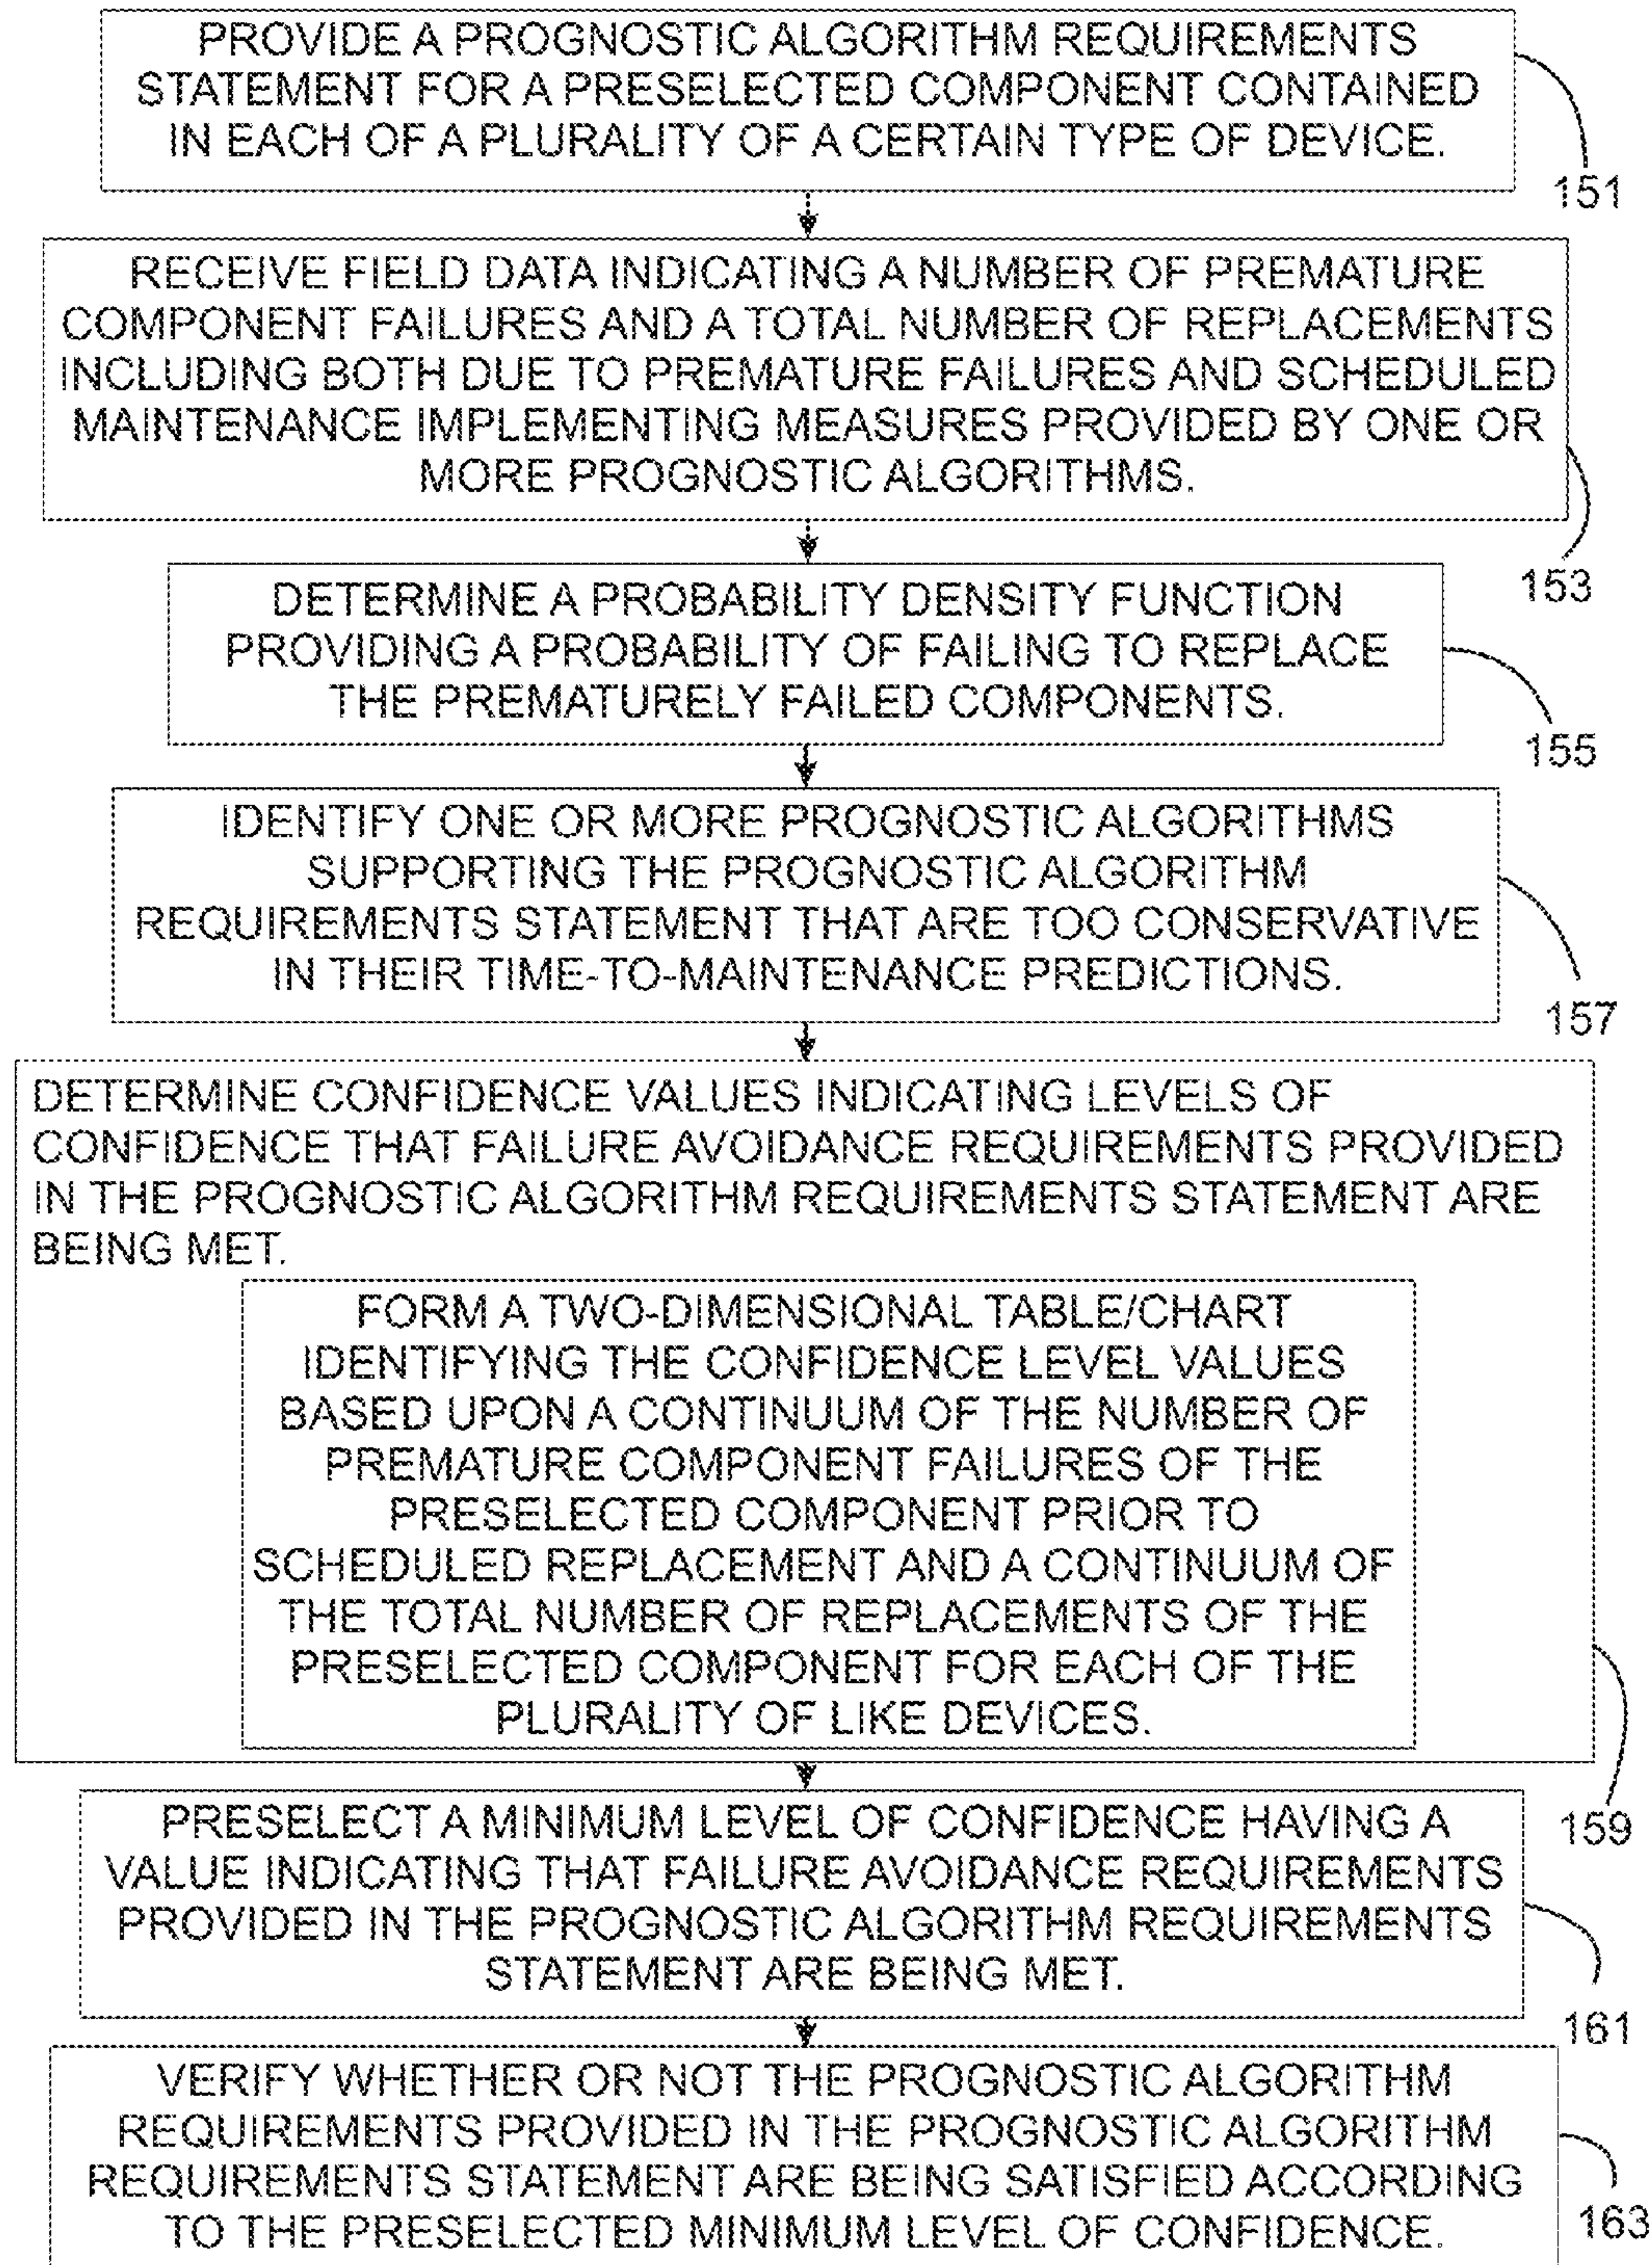 PROVIDE A PROGNOSTIC ALGORITHM REQUIREMENTS
STATEMENT FOR A PRESELECTED COMPONENT CONTAINED
IN EACH OF A PLURALITY OF A CERTAIN TYPE OF DEVICE.
151
RECEIVE FIELD DATA INDICATING A NUMBER OF PREMATURE
COMPONENT FAILURES AND A TOTAL NUMBER OF REPLACEMENTS
INCLUDING BOTH DUE TO PREMATURE FAILURES AND SCHEDULED
MAINTENANCE IMPLEMENTING MEASURES PROVIDED BY ONE OR
MORE PROGNOSTIC ALGORITHMS.
153
DETERMINE A PROBABILITY DENSITY FUNCTION
PROVIDING A PROBABILITY OF FAILING TO REPLACE
THE PREMATURELY FAILED COMPONENTS.
155
IDENTIFY ONE OR MORE PROGNOSTIC ALGORITHMS
SUPPORTING THE PROGNOSTIC ALGORITHM
REQUIREMENTS STATEMENT THAT ARE TOO CONSERVATIVE
IN THEIR TIME-TO-MAINTENANCE PREDICTIONS.
157
DETERMINE CONFIDENCE VALUES INDICATING LEVELS OF
CONFIDENCE THAT FAILURE AVOIDANCE REQUIREMENTS PROVIDED
IN THE PROGNOSTIC ALGORITHM REQUIREMENTS STATEMENT ARE
BEING MET.
FORM A TWO-DIMENSIONAL TABLE/CHART
IDENTIFYING THE CONFIDENCE LEVEL VALUES
BASED UPON A CONTINUUM OF THE NUMBER OF
PREMATURE COMPONENT FAILURES OF THE
PRESELECTED COMPONENT PRIOR TO
SCHEDULED REPLACEMENT AND A CONTINUUM OF
THE TOTAL NUMBER OF REPLACEMENTS OF THE
PRESELECTED COMPONENT FOR EACH OF THE
PLURALITY OF LIKE DEVICES.
159
PRESELECT A MINIMUM LEVEL OF CONFIDENCE HAVING A
VALUE INDICATING THAT FAILURE AVOIDANCE REQUIREMENTS
PROVIDED IN THE PROGNOSTIC ALGORITHM REQUIREMENTS
STATEMENT ARE BEING MET.
161
VERIFY WHETHER OR NOT THE PROGNOSTIC ALGORITHM
REQUIREMENTS PROVIDED IN THE PROGNOSTIC ALGORITHM
REQUIREMENTS STATEMENT ARE BEING SATISFIED ACCORDING
TO THE PRESELECTED MINIMUM LEVEL OF CONFIDENCE.
163